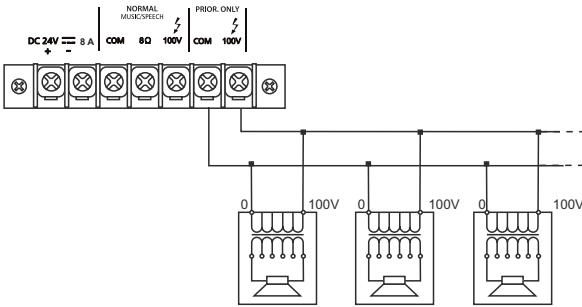 NORMAL
MUSIC/SPEECH
PRIOR. ONLY
DC 24V 8 A COM 8Ω 100V COM 100V
+ -
0 100V 0 100V 0 100V